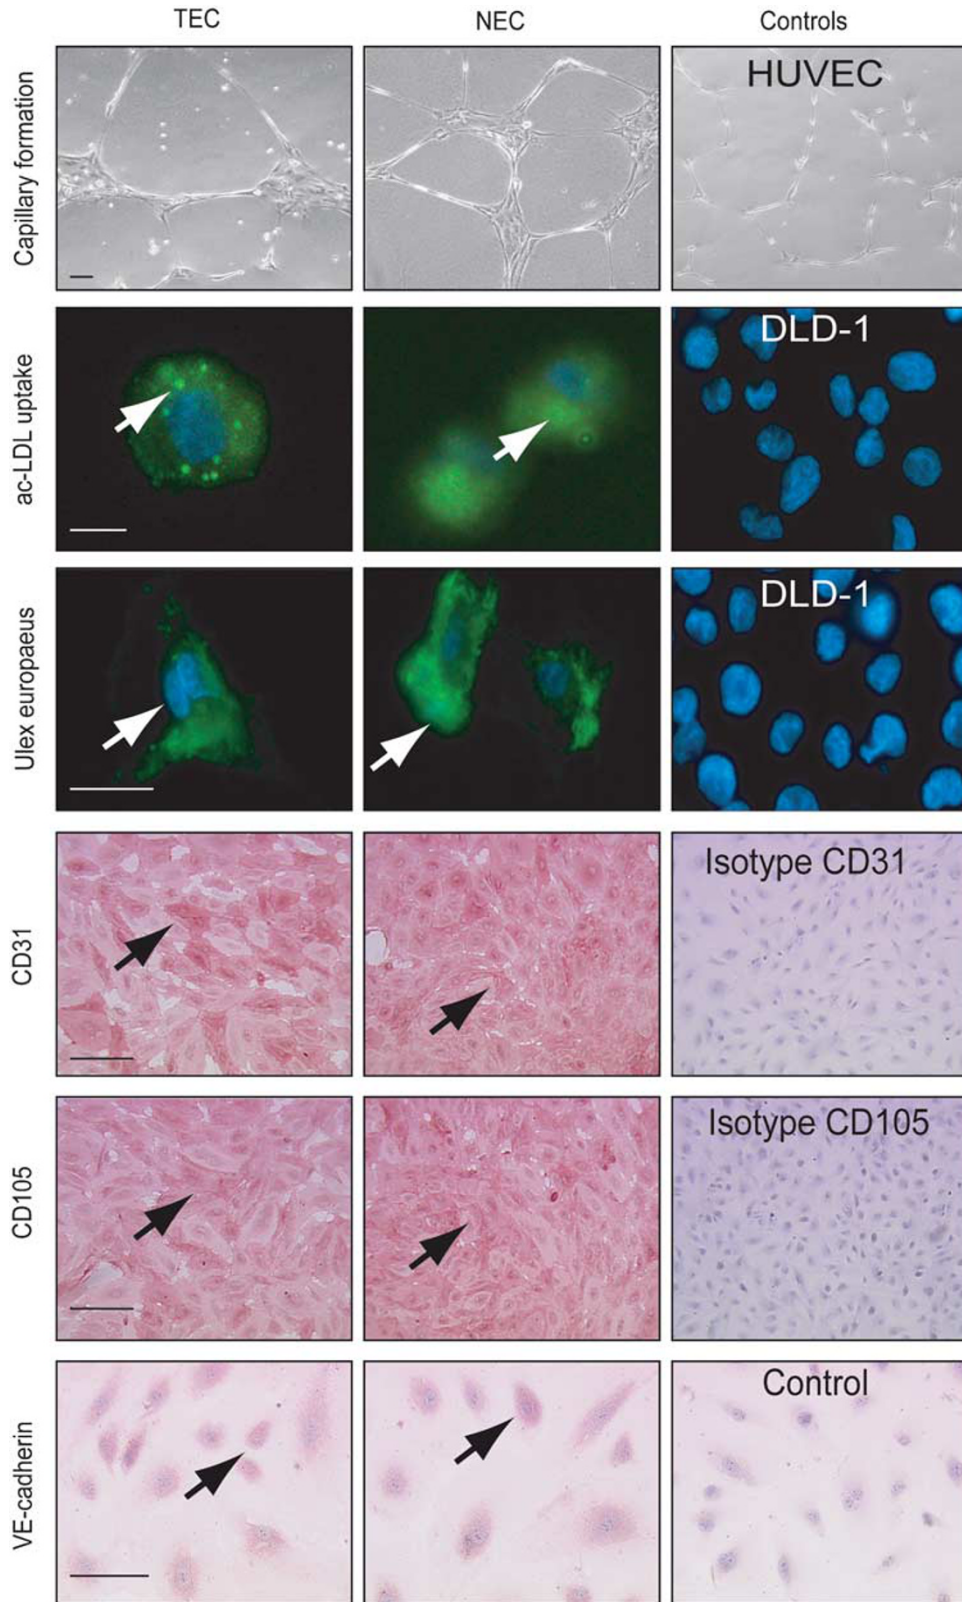 TEC
NEC
Controls
Capillary formation
HUVEC
ac-LDL uptake
DLD-1
Ulex europaeus
DLD-1
CD31
Isotype CD31
CD105
Isotype CD105
VE-cadherin
Control